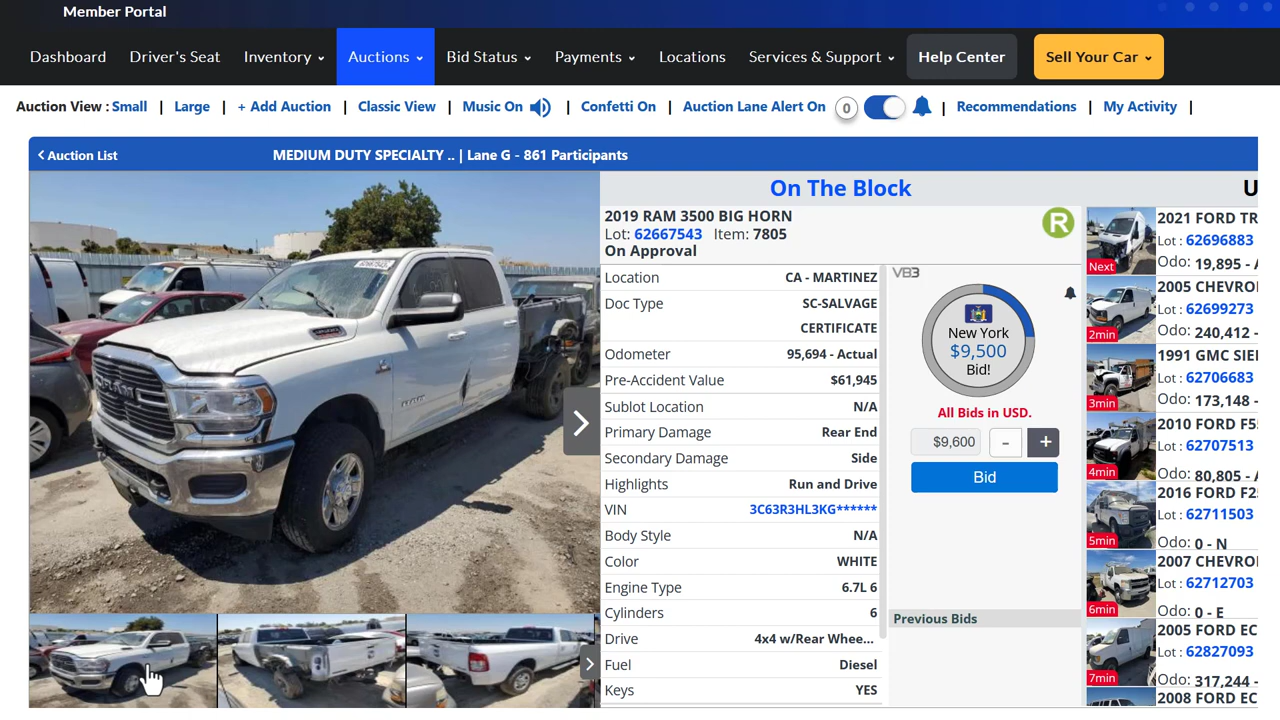 Member Portal
Dashboard Driver's Seat Inventory Auctions Bid Status Payments Locations Services & Support Help Center Sell Your Car
Auction View : Small | Large | + Add Auction | Classic View | Music On | Confetti On | Auction Lane Alert On 0 | Recommendations | My Activity |
Auction List MEDIUM DUTY SPECIALTY .. | Lane G - 861 Participants
On The Block
U
2019 RAM 3500 BIG HORN
Lot: 62667543 Item: 7805
On Approval
R
Location CA - MARTINEZ
Doc Type SC-SALVAGE
CERTIFICATE
Odometer 95,694 - Actual
Pre-Accident Value $61,945
Sublot Location N/A
Primary Damage Rear End
Secondary Damage Side
Highlights Run and Drive
VIN 3C63R3HL3KG******
Body Style N/A
Color WHITE
Engine Type 6.7L 6
Cylinders 6
Drive 4x4 w/Rear Whee...
Fuel Diesel
Keys YES
VB3
New York
$9,500
Bid!
All Bids in USD.
$9,600 - +
Bid
Previous Bids
2021 FORD TR
Lot : 62696883
Next Odo: 19,895 - A
2005 CHEVRO
Lot : 62699273
2min Odo: 240,412 -
1991 GMC SIE
Lot : 62706683
3min Odo: 173,148 -
2010 FORD F5
Lot : 62707513
4min Odo: 80,805 - A
2016 FORD F2
Lot : 62711503
5min Odo: 0 - N
2007 CHEVRO
Lot : 62712703
6min Odo: 0 - E
2005 FORD EC
Lot : 62827093
7min Odo: 317,244 -
2008 FORD EC